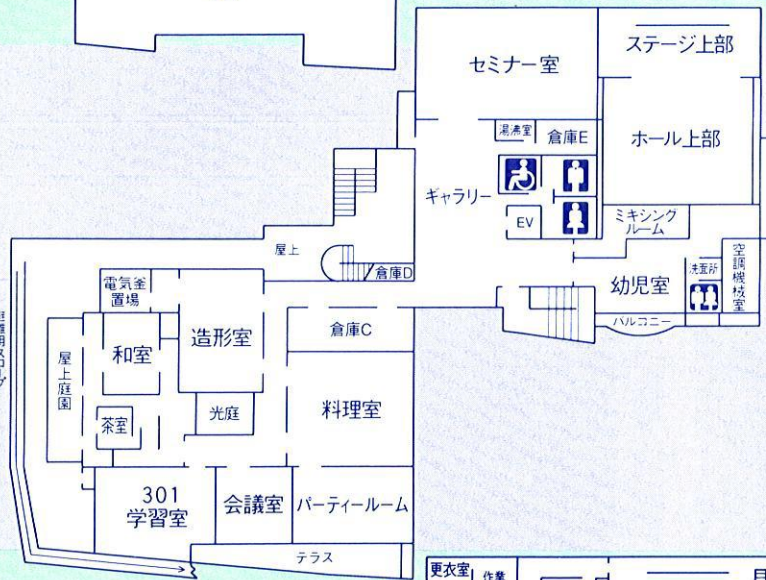 セミナー室
ステージ上部
湯沸室
倉庫E
ホール上部
ギャラリー
EV
ミキシング
ルーム
屋上
倉庫D
幼児室
洗面所
空調機械室
バルコニー
電気釜
置場
造形室
倉庫C
和室
屋上庭園
光庭
料理室
茶室
301
学習室
会議室
パーティールーム
テラス
更衣室
作業